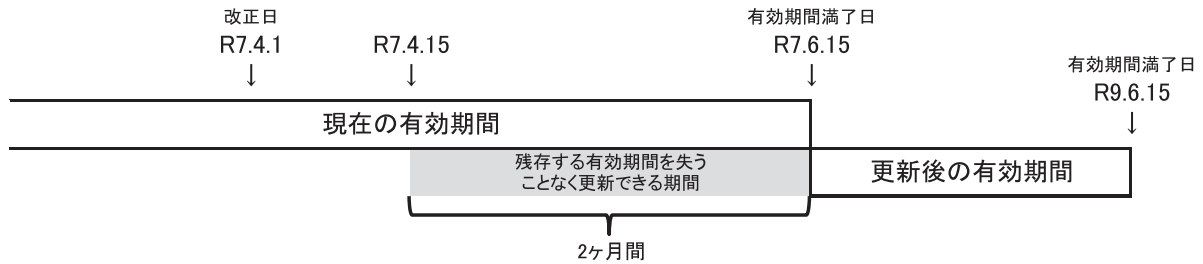 改正日
R7.4.1
↓
R7.4.15
↓
有効期間満了日
R7.6.15
↓
有効期間満了日
R9.6.15
↓
現在の有効期間
残存する有効期間を失う
ことなく更新できる期間
更新後の有効期間
2ヶ月間